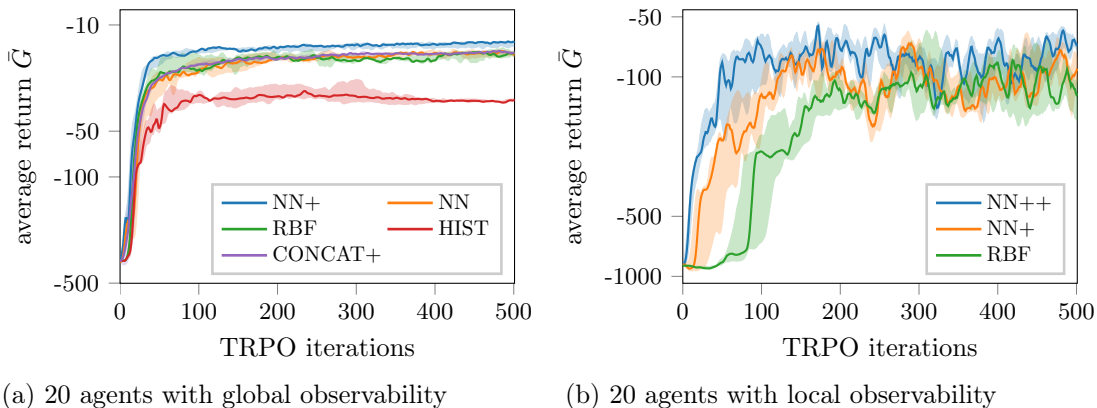 -10
-50
-100
-500
average return Ḡ
0
100
200
300
400
500
TRPO iterations
NN+
NN
RBF
HIST
CONCAT+
(a) 20 agents with global observability
-50
-100
-500
-1000
average return Ḡ
0
100
200
300
400
500
TRPO iterations
NN++
NN+
RBF
(b) 20 agents with local observability